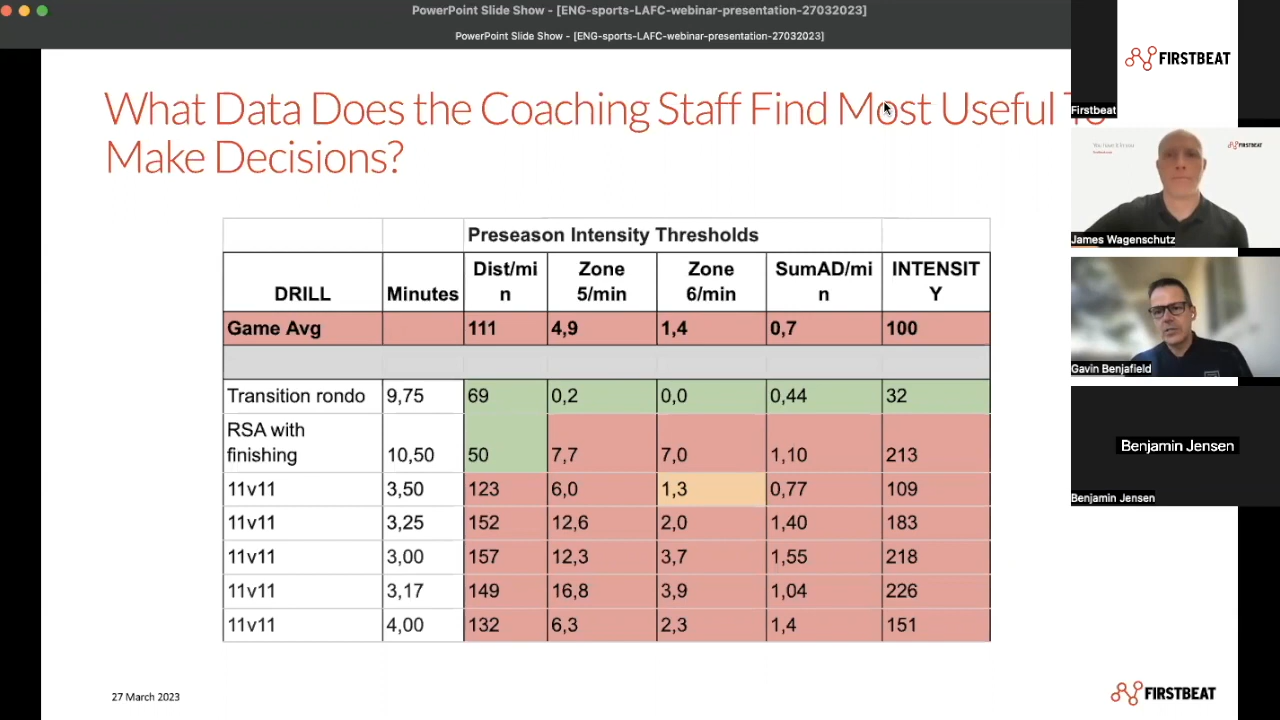 PowerPoint Slide Show - [ENG-sports-LAFC-webinar-presentation-27032023]
PowerPoint Slide Show - [ENG-sports-LAFC-webinar-presentation-27032023]
What Data Does the Coaching Staff Find Most Useful To
Make Decisions?
Preseason Intensity Thresholds
DRILL Minutes Dist/mi n Zone 5/min Zone 6/min SumAD/mi n INTENSIT Y
Game Avg 111 4,9 1,4 0,7 100
Transition rondo 9,75 69 0,2 0,0 0,44 32
RSA with
finishing 10,50 50 7,7 7,0 1,10 213
11v11 3,50 123 6,0 1,3 0,77 109
11v11 3,25 152 12,6 2,0 1,40 183
11v11 3,00 157 12,3 3,7 1,55 218
11v11 3,17 149 16,8 3,9 1,04 226
11v11 4,00 132 6,3 2,3 1,4 151
27 March 2023
FIRSTBEAT
FIRSTBEAT
Firstbeat
FIRSTBEAT
James Wagenschutz
Gavin Benjafield
Benjamin Jensen
Benjamin Jensen